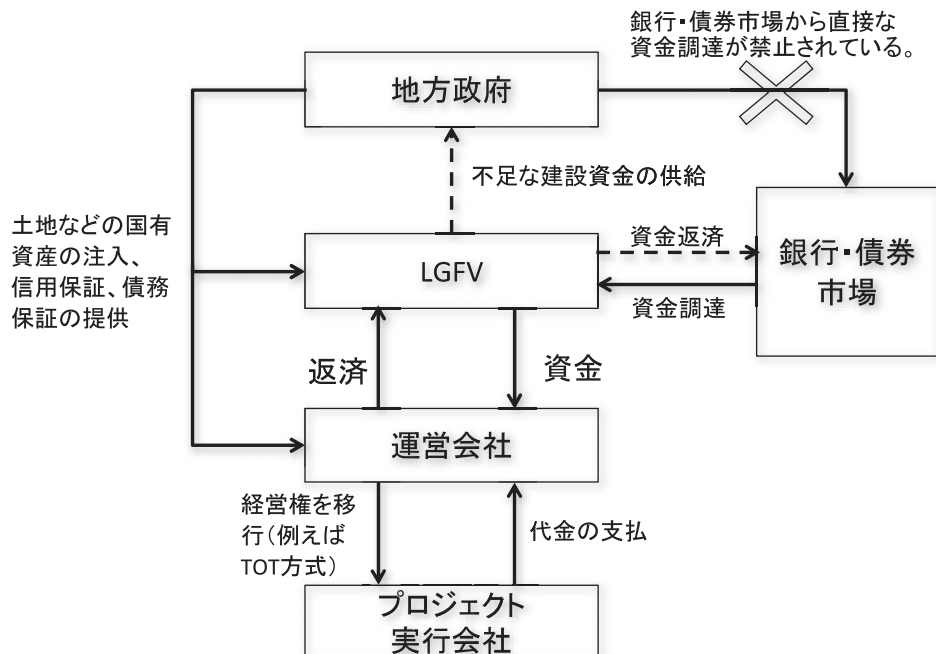 銀行・債券市場から直接な
資金調達が禁止されている。
地方政府
不足な建設資金の供給
土地などの国有
資産の注入、
信用保証、債務
保証の提供
LGFV
資金返済
資金調達
銀行・債券
市場
返済
資金
運営会社
経営権を移
行(例えば
TOT方式)
代金の支払
プロジェクト
実行会社